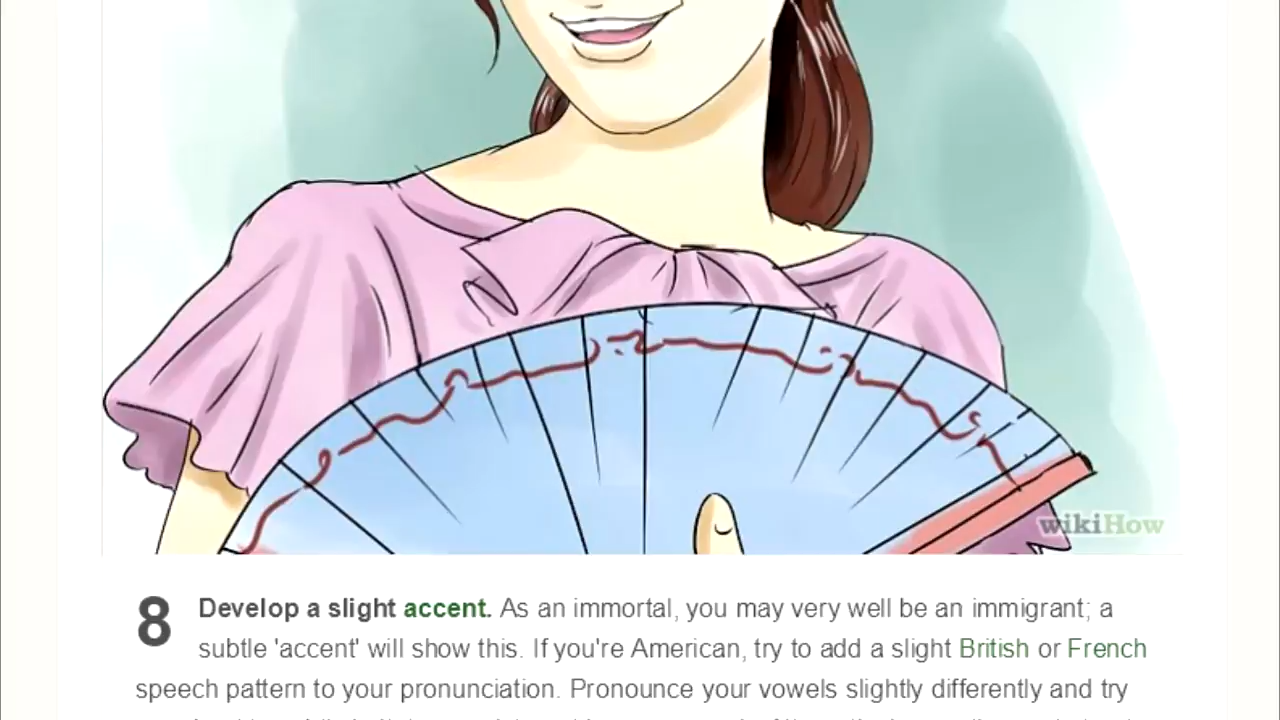 wikiHow
8
Develop a slight accent. As an immortal, you may very well be an immigrant; a
subtle 'accent' will show this. If you're American, try to add a slight British or French
speech pattern to your pronunciation. Pronounce your vowels slightly differently and try